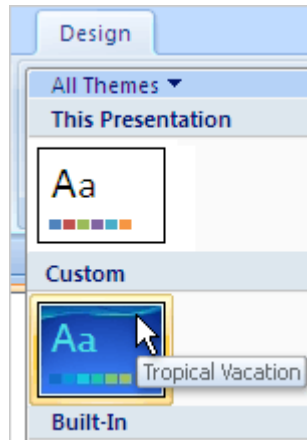 Design
All Themes
This Presentation
Aa
Custom
Aa
Tropical Vacation
Built-In